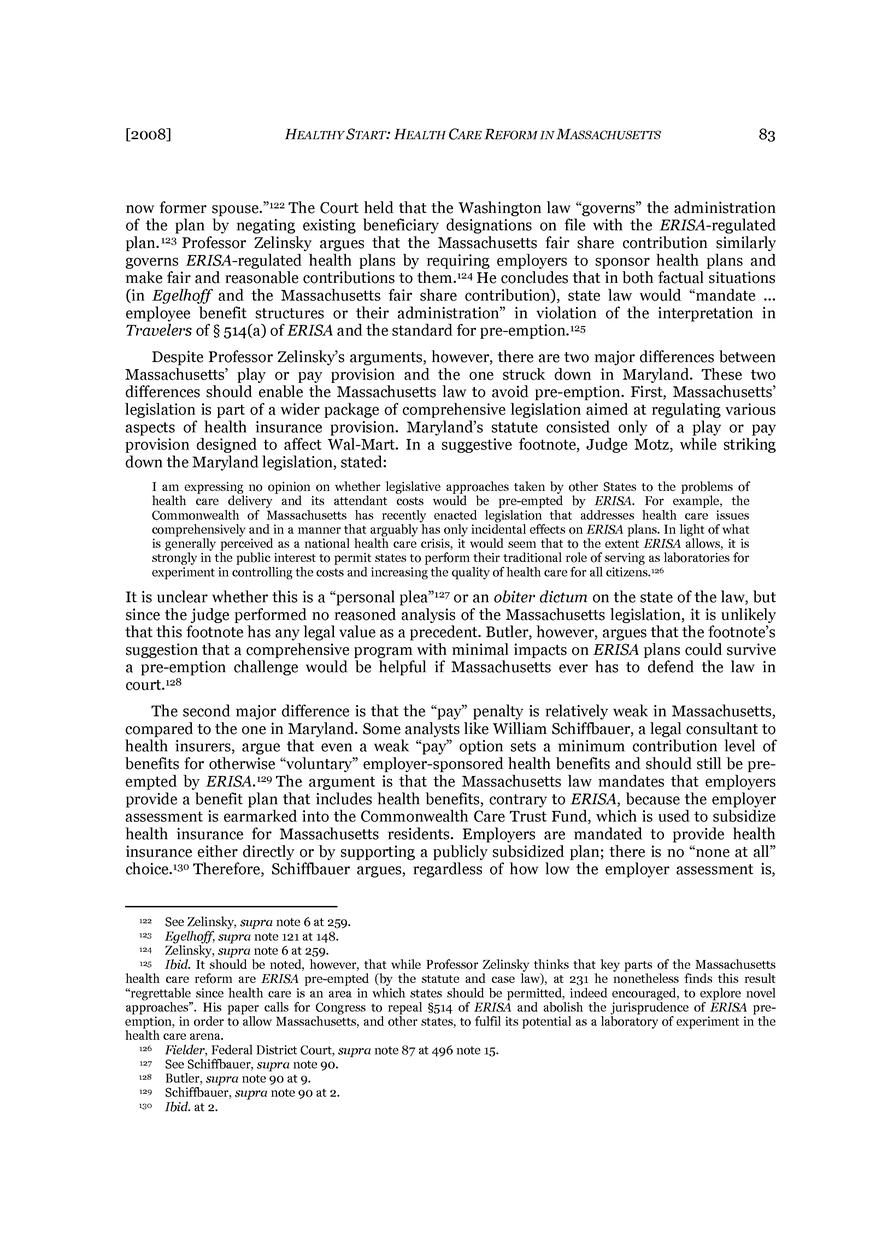 [2008] HEALTHY START: HEALTH CARE REFORM IN MASSACHUSETTS 83
now former spouse.”122 The Court held that the Washington law “governs” the administration
of the plan by negating existing beneficiary designations on file with the ERISA-regulated
plan.123 Professor Zelinsky argues that the Massachusetts fair share contribution similarly
governs ERISA-regulated health plans by requiring employers to sponsor health plans and
make fair and reasonable contributions to them.124 He concludes that in both factual situations
(in Egelhoff and the Massachusetts fair share contribution), state law would “mandate ...
employee benefit structures or their administration” in violation of the interpretation in
Travelers of § 514(a) of ERISA and the standard for pre-emption.125
Despite Professor Zelinsky’s arguments, however, there are two major differences between
Massachusetts’ play or pay provision and the one struck down in Maryland. These two
differences should enable the Massachusetts law to avoid pre-emption. First, Massachusetts’
legislation is part of a wider package of comprehensive legislation aimed at regulating various
aspects of health insurance provision. Maryland’s statute consisted only of a play or pay
provision designed to affect Wal-Mart. In a suggestive footnote, Judge Motz, while striking
down the Maryland legislation, stated:
I am expressing no opinion on whether legislative approaches taken by other States to the problems of
health care delivery and its attendant costs would be pre-empted by ERISA. For example, the
Commonwealth of Massachusetts has recently enacted legislation that addresses health care issues
comprehensively and in a manner that arguably has only incidental effects on ERISA plans. In light of what
is generally perceived as a national health care crisis, it would seem that to the extent ERISA allows, it is
strongly in the public interest to permit states to perform their traditional role of serving as laboratories for
experiment in controlling the costs and increasing the quality of health care for all citizens.126
It is unclear whether this is a “personal plea”127 or an obiter dictum on the state of the law, but
since the judge performed no reasoned analysis of the Massachusetts legislation, it is unlikely
that this footnote has any legal value as a precedent. Butler, however, argues that the footnote’s
suggestion that a comprehensive program with minimal impacts on ERISA plans could survive
a pre-emption challenge would be helpful if Massachusetts ever has to defend the law in
court.128
The second major difference is that the “pay” penalty is relatively weak in Massachusetts,
compared to the one in Maryland. Some analysts like William Schiffbauer, a legal consultant to
health insurers, argue that even a weak “pay” option sets a minimum contribution level of
benefits for otherwise “voluntary” employer-sponsored health benefits and should still be pre-
empted by ERISA.129 The argument is that the Massachusetts law mandates that employers
provide a benefit plan that includes health benefits, contrary to ERISA, because the employer
assessment is earmarked into the Commonwealth Care Trust Fund, which is used to subsidize
health insurance for Massachusetts residents. Employers are mandated to provide health
insurance either directly or by supporting a publicly subsidized plan; there is no “none at all”
choice.130 Therefore, Schiffbauer argues, regardless of how low the employer assessment is,
122 See Zelinsky, supra note 6 at 259.
123 Egelhoff, supra note 121 at 148.
124 Zelinsky, supra note 6 at 259.
125 Ibid. It should be noted, however, that while Professor Zelinsky thinks that key parts of the Massachusetts
health care reform are ERISA pre-empted (by the statute and case law), at 231 he nonetheless finds this result
“regrettable since health care is an area in which states should be permitted, indeed encouraged, to explore novel
approaches”. His paper calls for Congress to repeal §514 of ERISA and abolish the jurisprudence of ERISA pre-
emption, in order to allow Massachusetts, and other states, to fulfil its potential as a laboratory of experiment in the
health care arena.
126 Fielder, Federal District Court, supra note 87 at 496 note 15.
127 See Schiffbauer, supra note 90.
128 Butler, supra note 90 at 9.
129 Schiffbauer, supra note 90 at 2.
130 Ibid. at 2.